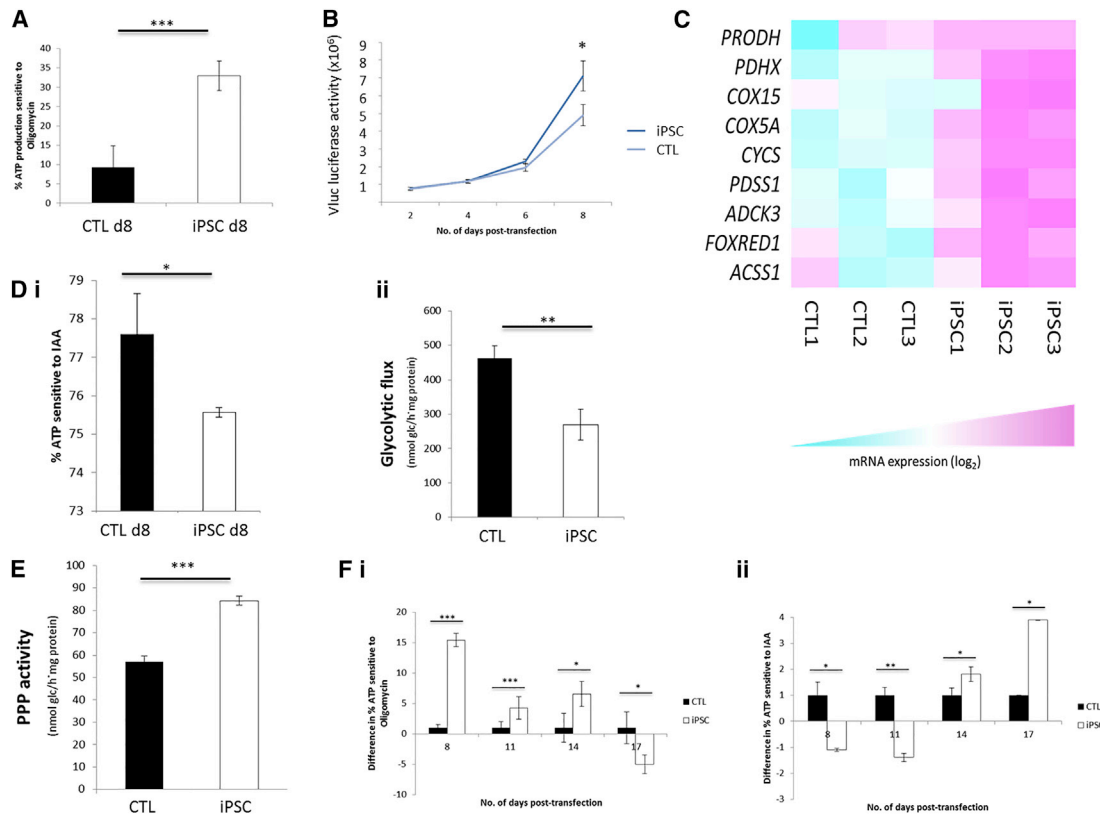 A
***
% ATP production sensitive to
Oligomycin
40
35
30
25
20
15
10
5
0
CTL d8
iPSC d8
B
Vluc luciferase activity (x10⁶)
9
8
7
6
5
4
3
2
1
*
iPSC
CTL
2
4
6
8
No. of days post-transfection
C
PRODH
PDHX
COX15
COX5A
CYCS
PDSS1
ADCK3
FOXRED1
ACSS1
CTL1
CTL2
CTL3
iPSC1
iPSC2
iPSC3
mRNA expression (log₂)
D i
*
% ATP sensitive to IAA
79
78
77
76
75
74
73
CTL d8
iPSC d8
ii
**
Glycolytic flux
(nmol glc/h*mg protein)
600
500
400
300
200
100
0
CTL
iPSC
E
***
PPP activity
(nmol glc/h*mg protein)
100
90
80
70
60
50
40
30
20
10
0
CTL
iPSC
F i
Difference in % ATP sensitive to
Oligomycin
20
15
10
5
0
-5
-10
***
***
*
*
8
11
14
17
CTL
iPSC
No. of days post-transfection
ii
Difference in % ATP sensitive to IAA
4
3
2
1
0
-1
-2
-3
*
**
*
*
8
11
14
17
CTL
iPSC
No. of days post-transfection